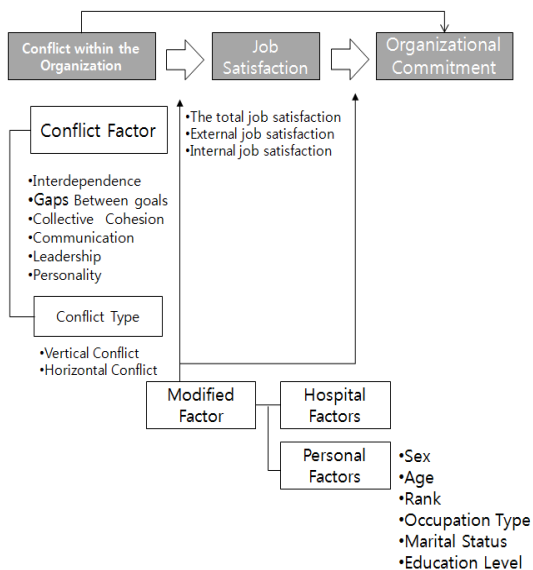 Conflict within the
Organization
Job
Satisfaction
Organizational
Commitment
Conflict Factor
•The total job satisfaction
•External job satisfaction
•Internal job satisfaction
•Interdependence
•Gaps Between goals
•Collective Cohesion
•Communication
•Leadership
•Personality
Conflict Type
•Vertical Conflict
•Horizontal Conflict
Modified
Factor
Hospital
Factors
Personal
Factors
•Sex
•Age
•Rank
•Occupation Type
•Marital Status
•Education Level